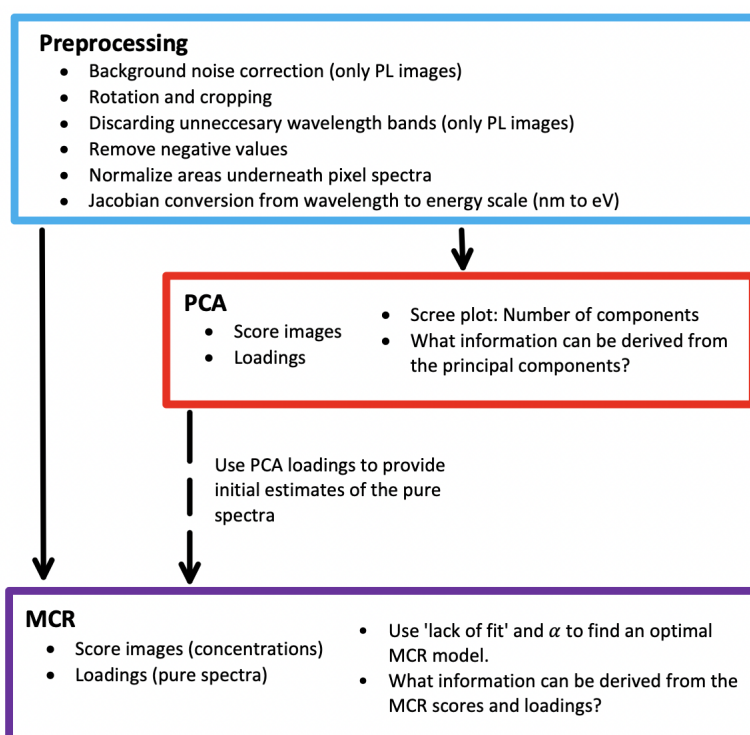 Preprocessing
• Background noise correction (only PL images)
• Rotation and cropping
• Discarding unneccesary wavelength bands (only PL images)
• Remove negative values
• Normalize areas underneath pixel spectra
• Jacobian conversion from wavelength to energy scale (nm to eV)
PCA
• Score images
• Loadings
• Scree plot: Number of components
• What information can be derived from
the principal components?
Use PCA loadings to provide
initial estimates of the pure
spectra
MCR
• Score images (concentrations)
• Loadings (pure spectra)
• Use 'lack of fit' and α to find an optimal
MCR model.
• What information can be derived from the
MCR scores and loadings?